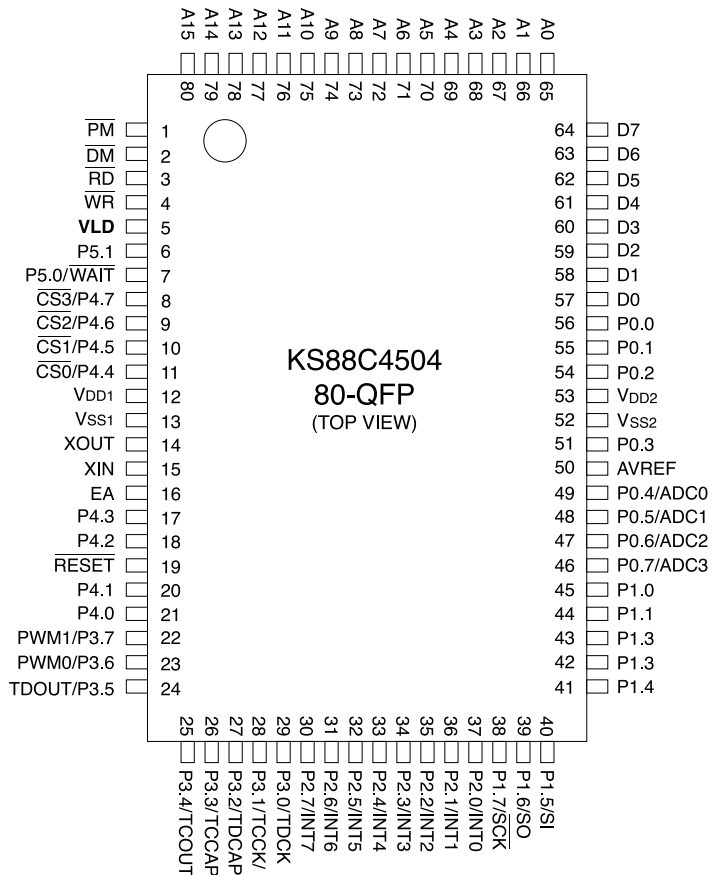 A15 A14 A13 A12 A11 A10 A9 A8 A7 A6 A5 A4 A3 A2 A1 A0
80 79 78 77 76 75 74 73 72 71 70 69 68 67 66 65
PM 1 64 D7
DM 2 63 D6
RD 3 62 D5
WR 4 61 D4
VLD 5 60 D3
P5.1 6 59 D2
P5.0/WAIT 7 58 D1
CS3/P4.7 8 57 D0
CS2/P4.6 9 56 P0.0
CS1/P4.5 10 55 P0.1
CS0/P4.4 11 54 P0.2
VDD1 12 53 VDD2
VSS1 13 52 VSS2
XOUT 14 51 P0.3
XIN 15 50 AVREF
EA 16 49 P0.4/ADC0
P4.3 17 48 P0.5/ADC1
P4.2 18 47 P0.6/ADC2
RESET 19 46 P0.7/ADC3
P4.1 20 45 P1.0
P4.0 21 44 P1.1
PWM1/P3.7 22 43 P1.3
PWM0/P3.6 23 42 P1.3
TDOUT/P3.5 24 41 P1.4
KS88C4504
80-QFP
(TOP VIEW)
25 26 27 28 29 30 31 32 33 34 35 36 37 38 39 40
P3.4/TCOUT P3.3/TCCAP P3.2/TDCAP P3.1/TCCK/ P3.0/TDCK P2.7/INT7 P2.6/INT6 P2.5/INT5 P2.4/INT4 P2.3/INT3 P2.2/INT2 P2.1/INT1 P2.0/INT0 P1.7/SCK P1.6/SO P1.5/SI